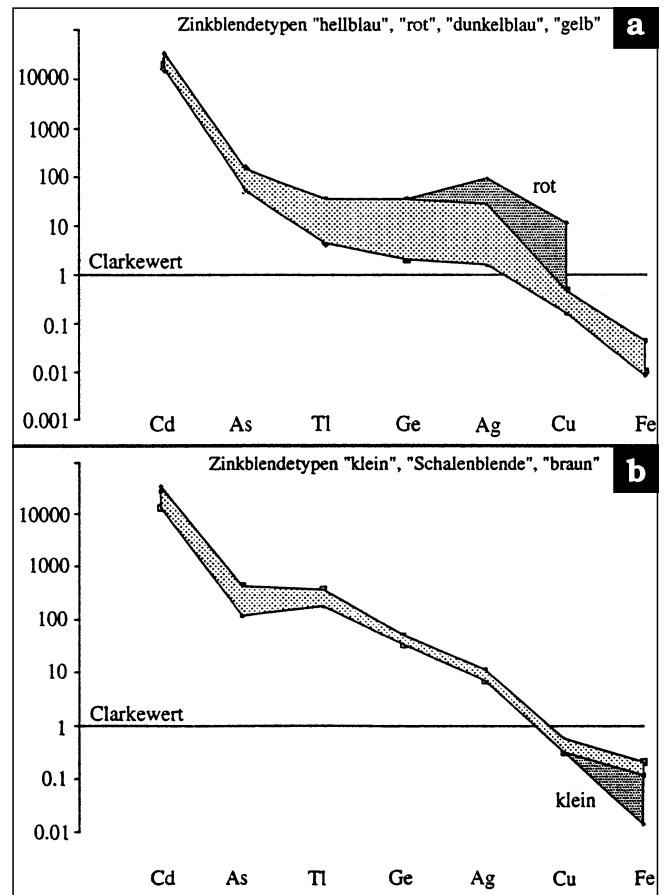 Zinkblendetypen "hellblau", "rot", "dunkelblau", "gelb"
a
10000
1000
100
rot
10
Clarkewert
1
0.1
0.01
0.001
Cd As Tl Ge Ag Cu Fe
Zinkblendetypen "klein", "Schalenblende", "braun"
b
10000
1000
100
10
Clarkewert
1
0.1
klein
0.01
Cd As Tl Ge Ag Cu Fe